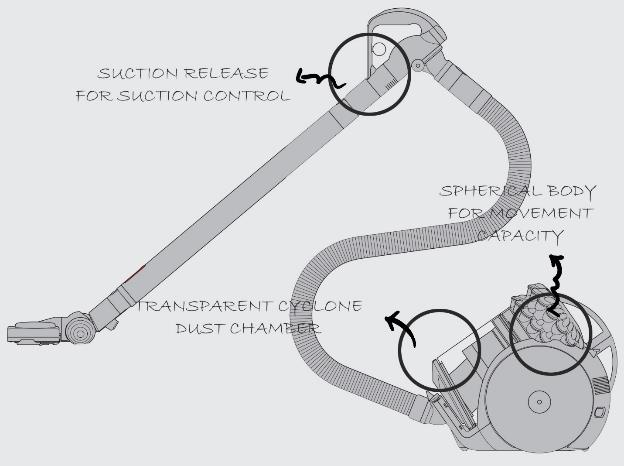 SUCTION RELEASE
FOR SUCTION CONTROL
SPHERICAL BODY
FOR MOVEMENT
CAPACITY
TRANSPARENT CYCLONE
DUST CHAMBER